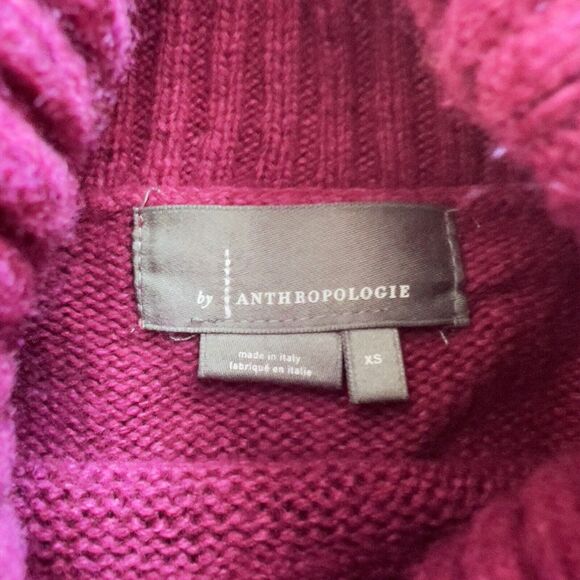 by ANTHROPOLOGIE
made in italy
fabriqué en italie
XS